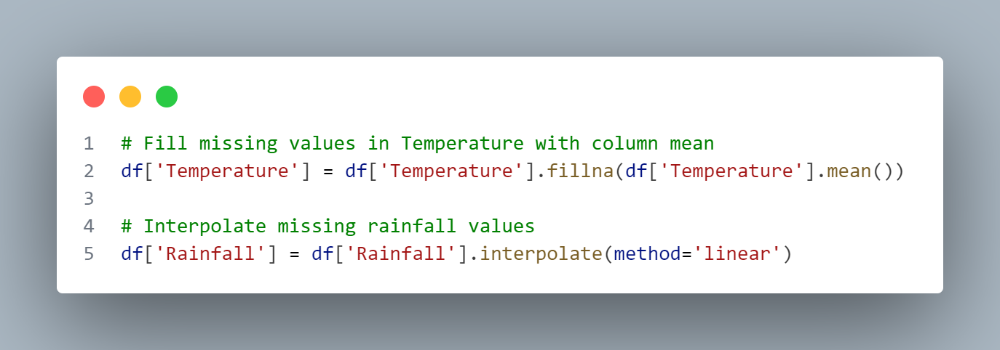 1 # Fill missing values in Temperature with column mean
2 df['Temperature'] = df['Temperature'].fillna(df['Temperature'].mean())
3
4 # Interpolate missing rainfall values
5 df['Rainfall'] = df['Rainfall'].interpolate(method='linear')